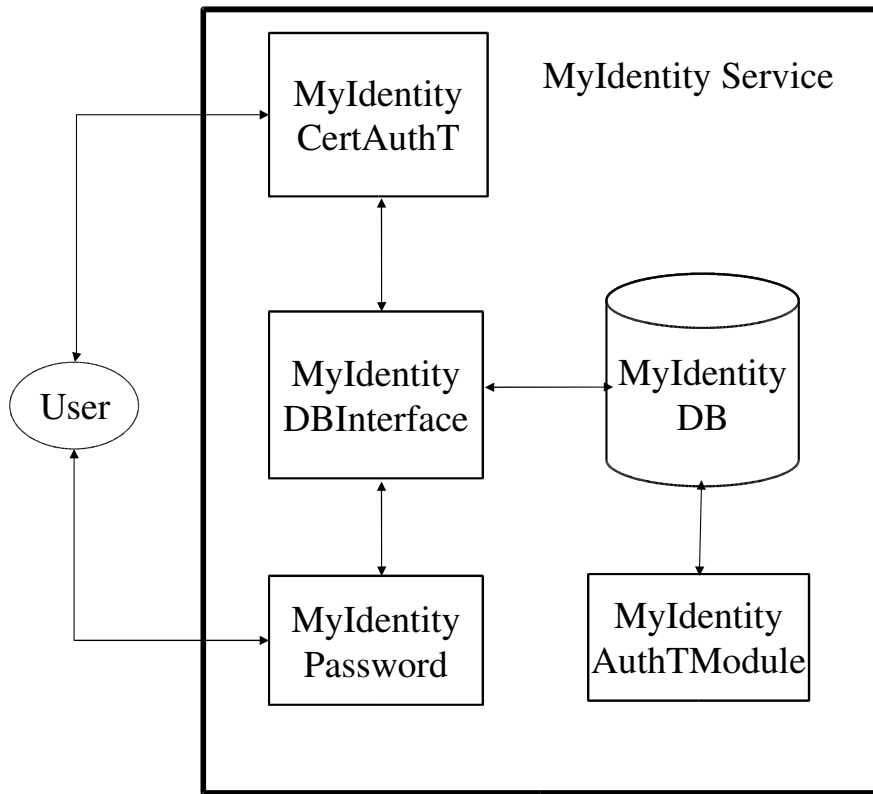 MyIdentity Service
MyIdentity
CertAuthT
MyIdentity
DBInterface
MyIdentity
DB
User
MyIdentity
Password
MyIdentity
AuthTModule